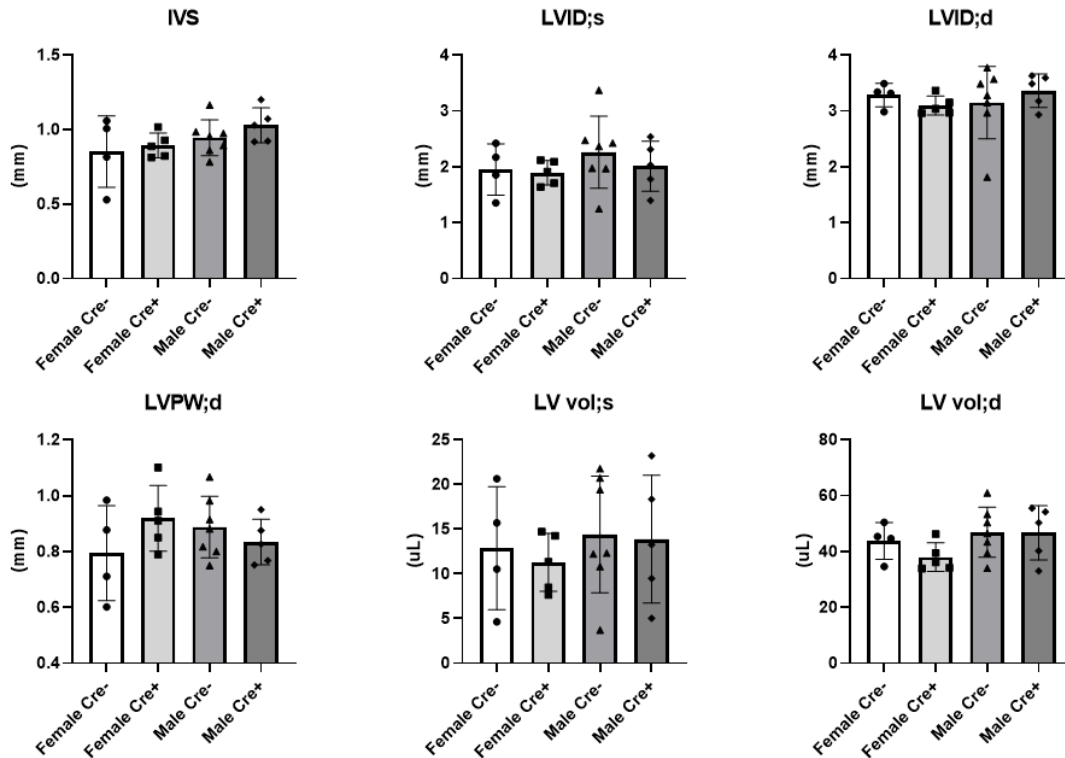 IVS
LVID;s
LVID;d
(mm)
1.5
1.0
0.5
0.0
Female Cre-
Female Cre+
Male Cre-
Male Cre+
(mm)
4
3
2
1
0
Female Cre-
Female Cre+
Male Cre-
Male Cre+
(mm)
4
3
2
1
0
Female Cre-
Female Cre+
Male Cre-
Male Cre+
LVPW;d
LV vol;s
LV vol;d
(mm)
1.2
1.0
0.8
0.6
0.4
Female Cre-
Female Cre+
Male Cre-
Male Cre+
(uL)
25
20
15
10
5
0
Female Cre-
Female Cre+
Male Cre-
Male Cre+
(uL)
80
60
40
20
0
Female Cre-
Female Cre+
Male Cre-
Male Cre+